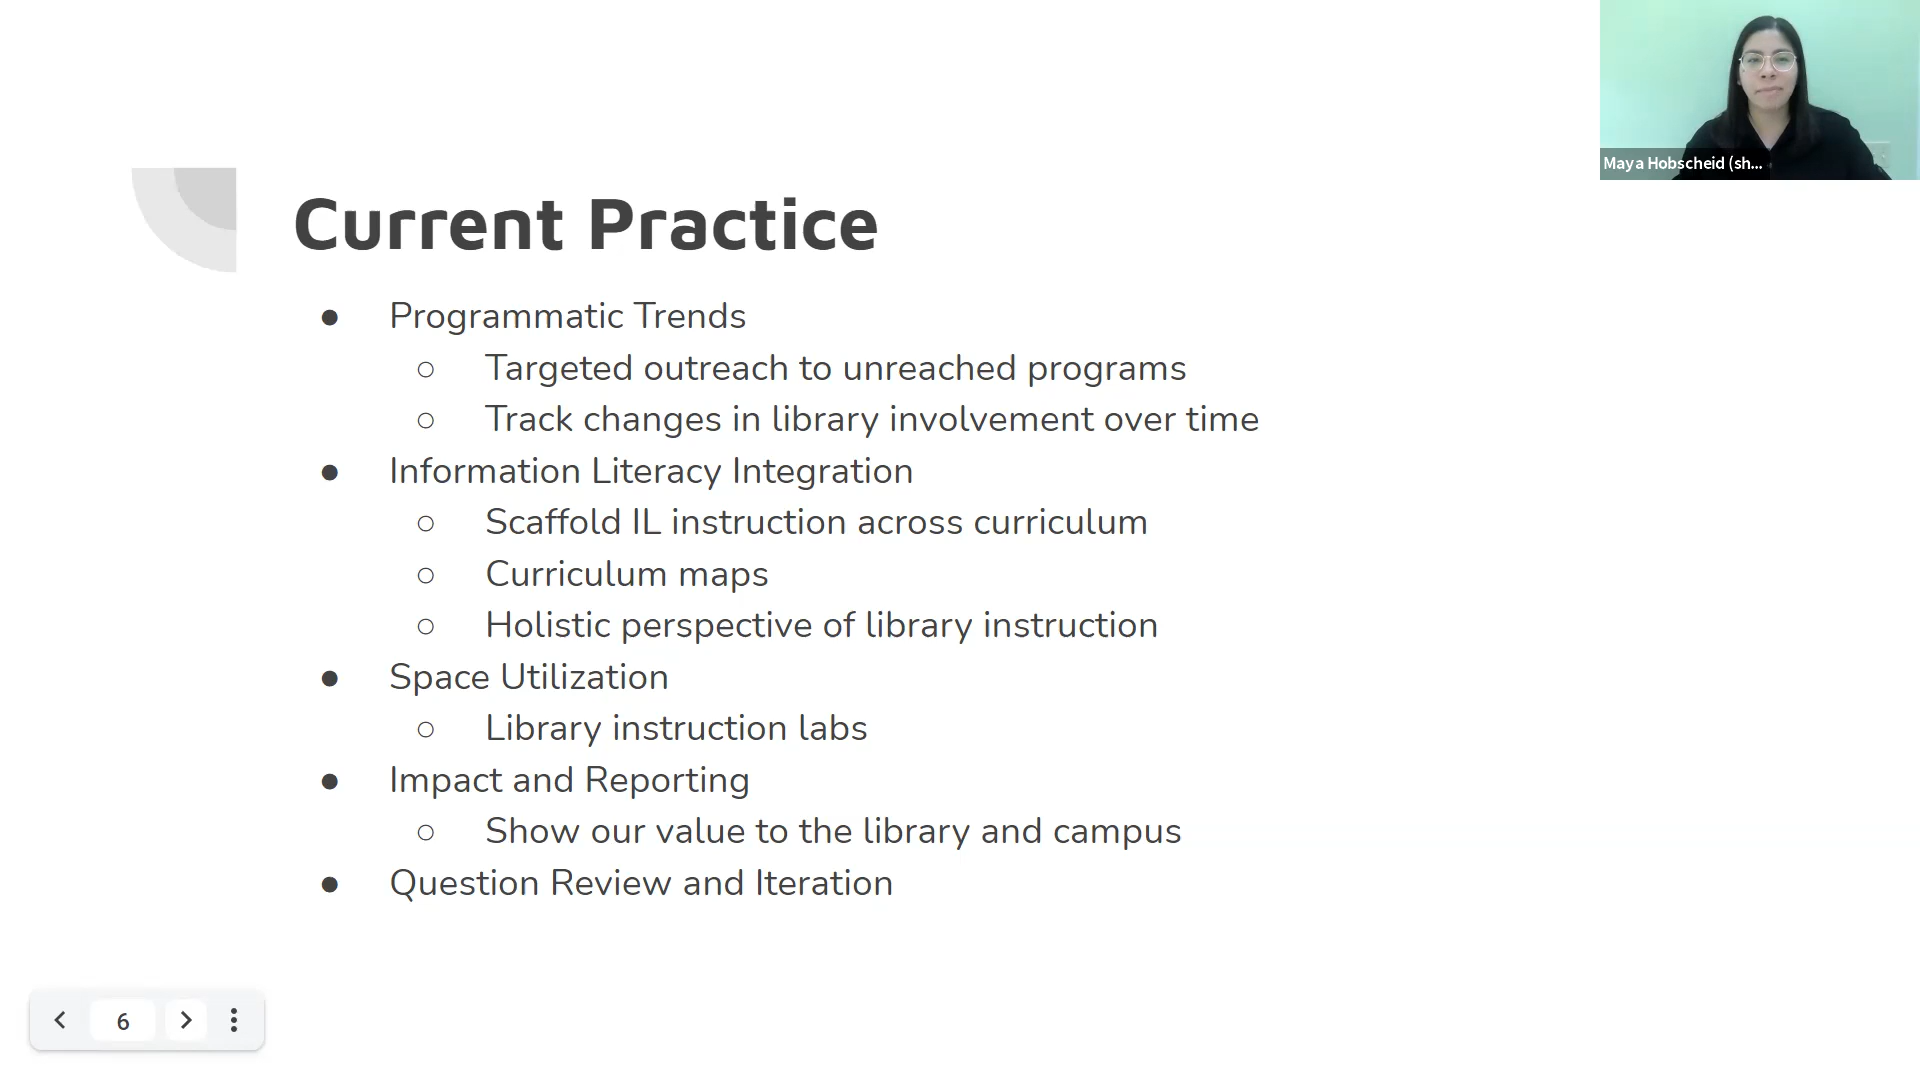 Maya Hobscheid (sh...
Current Practice
● Programmatic Trends
○ Targeted outreach to unreached programs
○ Track changes in library involvement over time
● Information Literacy Integration
○ Scaffold IL instruction across curriculum
○ Curriculum maps
○ Holistic perspective of library instruction
● Space Utilization
○ Library instruction labs
● Impact and Reporting
○ Show our value to the library and campus
● Question Review and Iteration
6